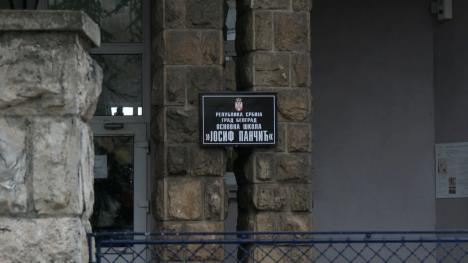 РЕПУБЛИКА СРБИЈА
ГРАД БЕОГРАД
ОСНОВНА ШКОЛА
»ЈОСИФ ПАНЧИЋ«